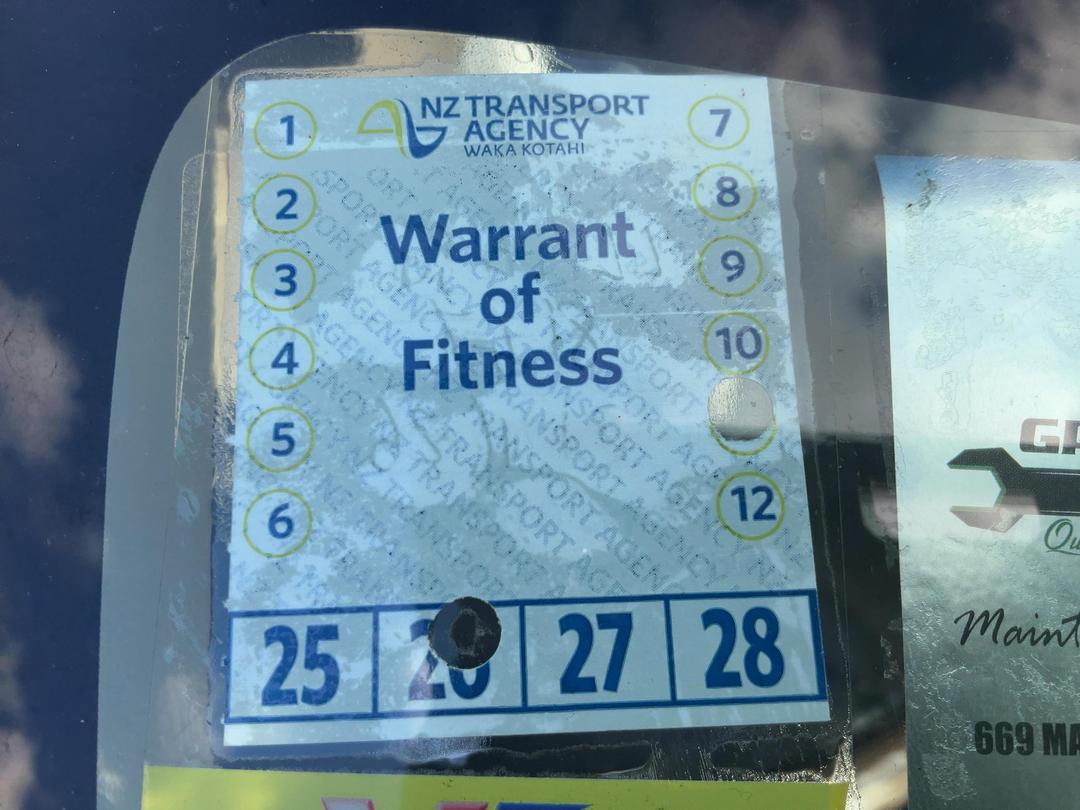 NZ TRANSPORT
AGENCY
WAKA KOTAHI
Warrant
of
Fitness
1
2
3
4
5
6
7
8
9
10
12
25
26
27
28
669